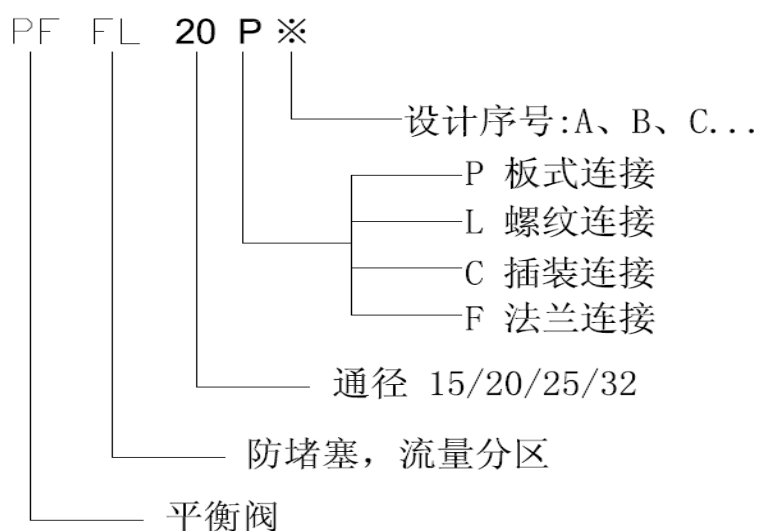 PF FL 20 P ※
设计序号:A、B、C...
P 板式连接
L 螺纹连接
C 插装连接
F 法兰连接
通径 15/20/25/32
防堵塞，流量分区
平衡阀